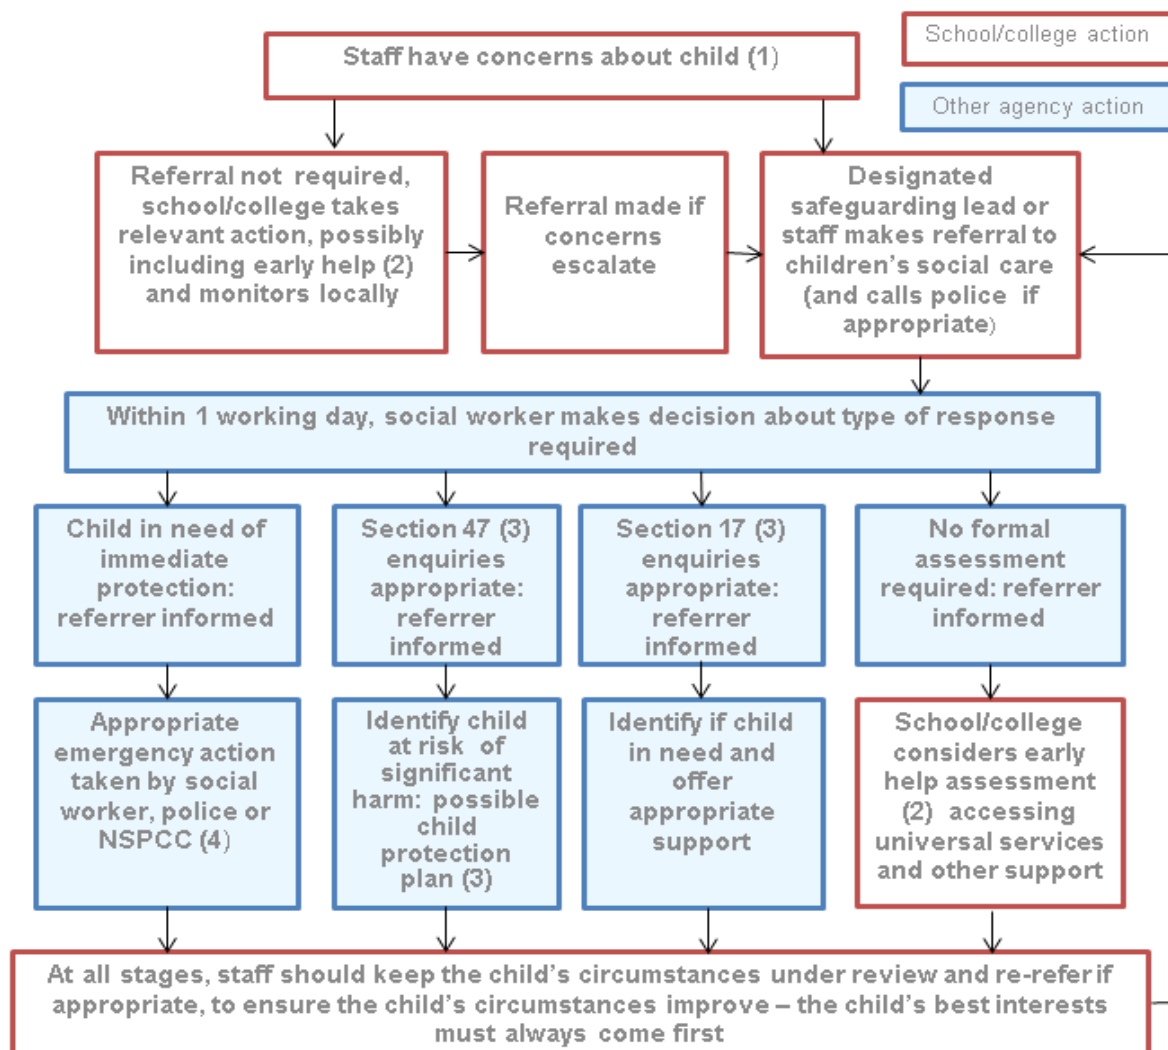 School/college action
Staff have concerns about child (1)
Other agency action
Referral not required,
school/college takes
relevant action, possibly
including early help (2)
and monitors locally
Referral made if
concerns
escalate
Designated
safeguarding lead or
staff makes referral to
children's social care
(and calls police if
appropriate)
Within 1 working day, social worker makes decision about type of response
required
Child in need of
immediate
protection:
referrer informed
Section 47 (3)
enquiries
appropriate:
referrer
informed
Section 17 (3)
enquiries
appropriate:
referrer
informed
No formal
assessment
required: referrer
informed
Appropriate
emergency action
taken by social
worker, police or
NSPCC (4)
Identify child
at risk of
significant
harm: possible
child
protection
plan (3)
Identify if child
in need and
offer
appropriate
support
School/college
considers early
help assessment
(2) accessing
universal services
and other support
At all stages, staff should keep the child's circumstances under review and re-refer if
appropriate, to ensure the child's circumstances improve – the child's best interests
must always come first